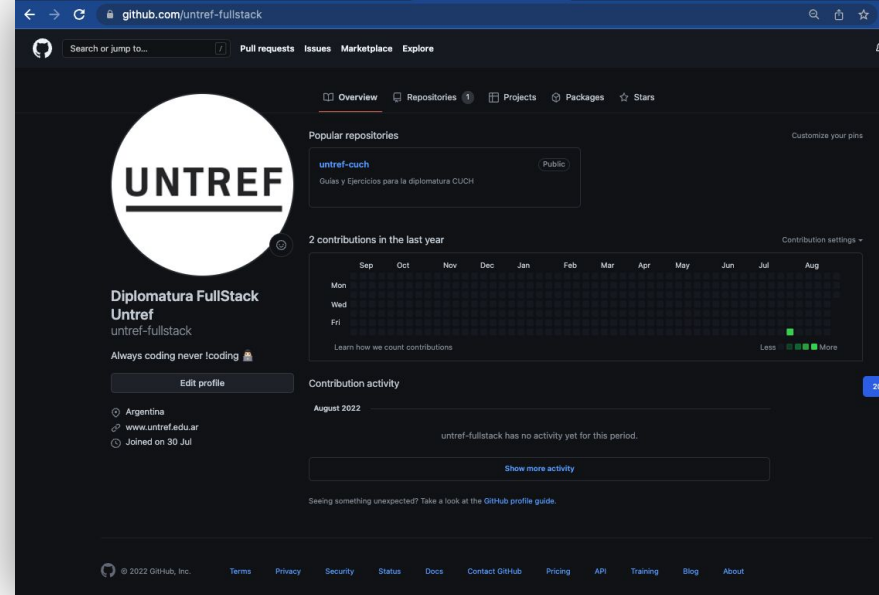 github.com/untref-fullstack
Search or jump to... / Pull requests Issues Marketplace Explore
Overview Repositories 1 Projects Packages Stars
UNTREF
Diplomatura FullStack
Untref
untref-fullstack
Always coding never !coding
Edit profile
Argentina
www.untref.edu.ar
Joined on 30 Jul
Popular repositories Customize your pins
untref-cuch Public
Guias y Ejercicios para la diplomatura CUCH
2 contributions in the last year Contribution settings
Sep Oct Nov Dec Jan Feb Mar Apr May Jun Jul Aug
Mon
Wed
Fri
Learn how we count contributions Less More
Contribution activity
20
August 2022
untref-fullstack has no activity yet for this period.
Show more activity
Seeing something unexpected? Take a look at the GitHub profile guide.
© 2022 GitHub, Inc. Terms Privacy Security Status Docs Contact GitHub Pricing API Training Blog About